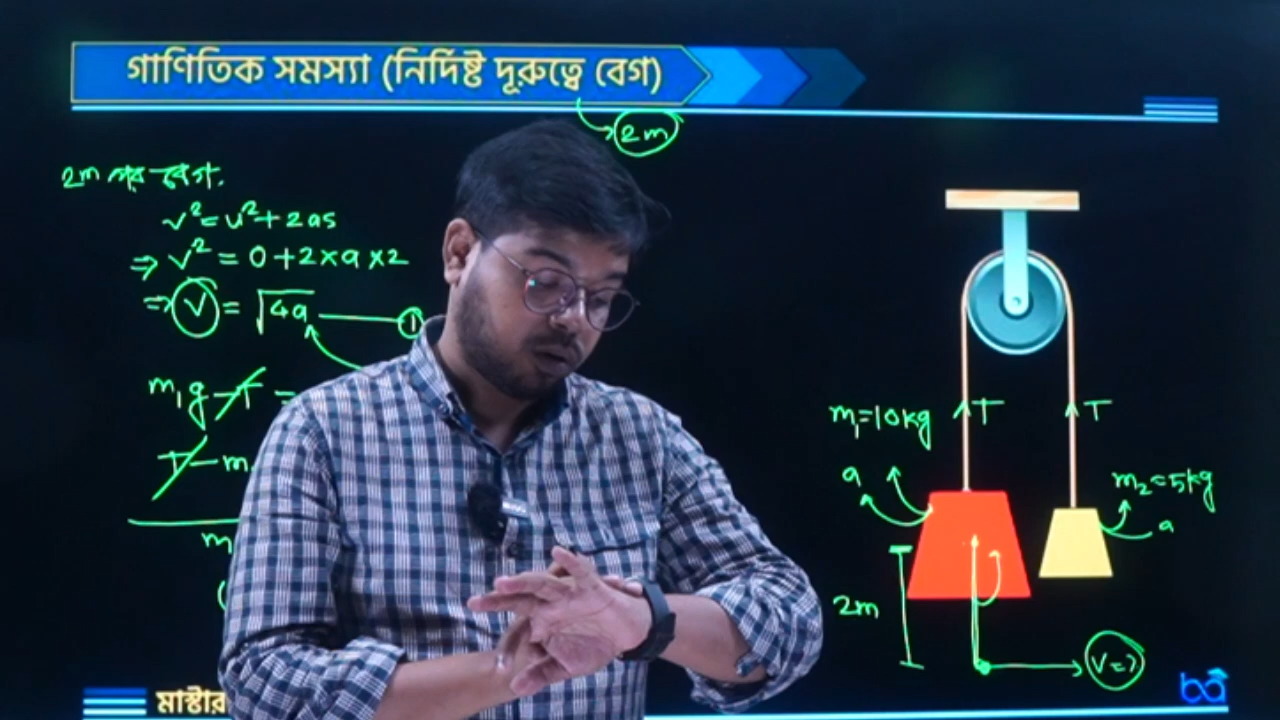 গাণিতিক সমস্যা (নির্দিষ্ট দূরুত্বে বেগ)
2m
2m পর বেগ.
v² = u² + 2as
⇒ v² = 0 + 2 × a × 2
⇒ v = √4a ——— ①
m₁g - T =
T - m
m
m₁=10kg
T
T
a
m₂=5kg
a
2m
v=?
মাস্টার